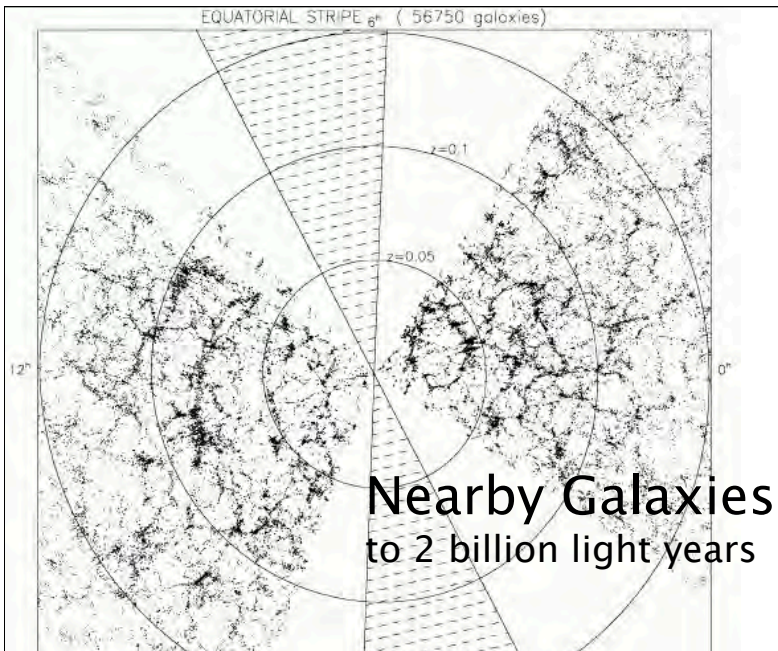 EQUATORIAL STRIPE 6ʰ ( 56750 galaxies)
z=0.1
z=0.05
12ʰ
0ʰ
Nearby Galaxies
to 2 billion light years